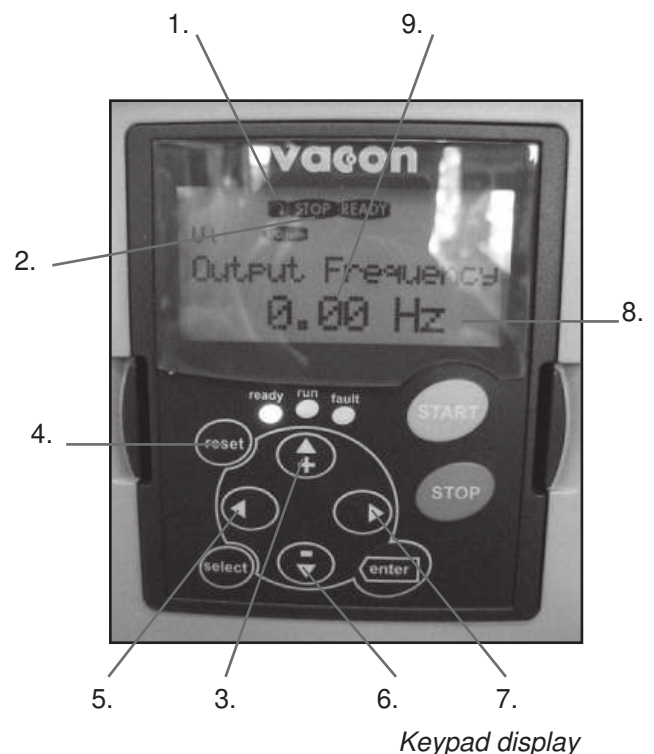 1.
9.
vacon
STOP READY
2.
Output Frequency
0.00 Hz
8.
ready run fault
START
4.
reset
+
STOP
-
select
enter
5.
3.
6.
7.
Keypad display